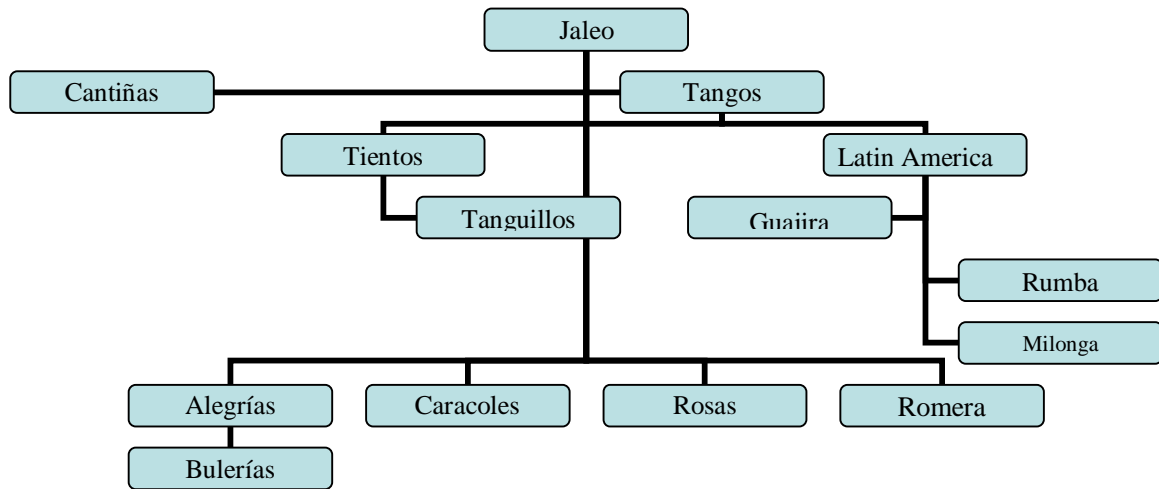 Jaleo
Cantiñas
Tangos
Tientos
Latin America
Tanguillos
Guajira
Rumba
Milonga
Alegrías
Caracoles
Rosas
Romera
Bulerías